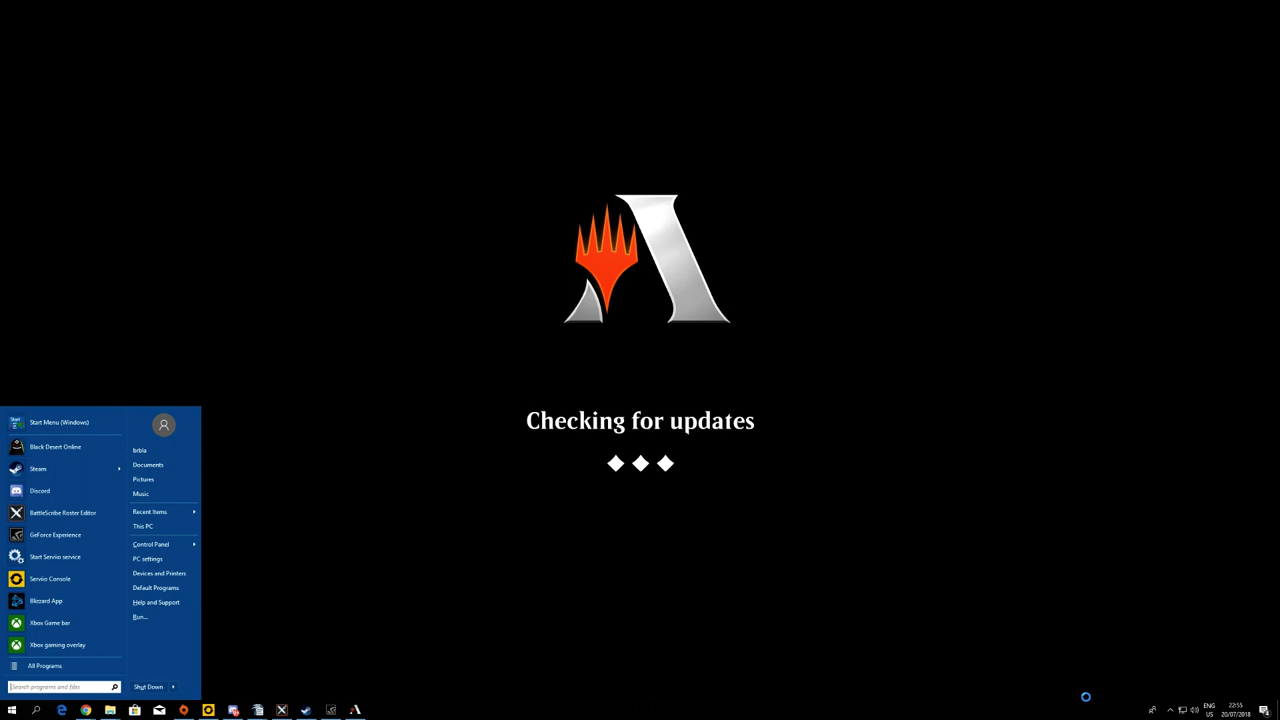 Checking for updates
Start Menu (Windows)
Black Desert Online
Steam
Discord
BattleScribe Roster Editor
GeForce Experience
Start Serviio service
Serviio Console
Blizzard App
Xbox Game bar
Xbox gaming overlay
All Programs
Search programs and files
brbla
Documents
Pictures
Music
Recent Items
This PC
Control Panel
PC settings
Devices and Printers
Default Programs
Help and Support
Run...
Shut Down
ENG
US
22:55
20/07/2018